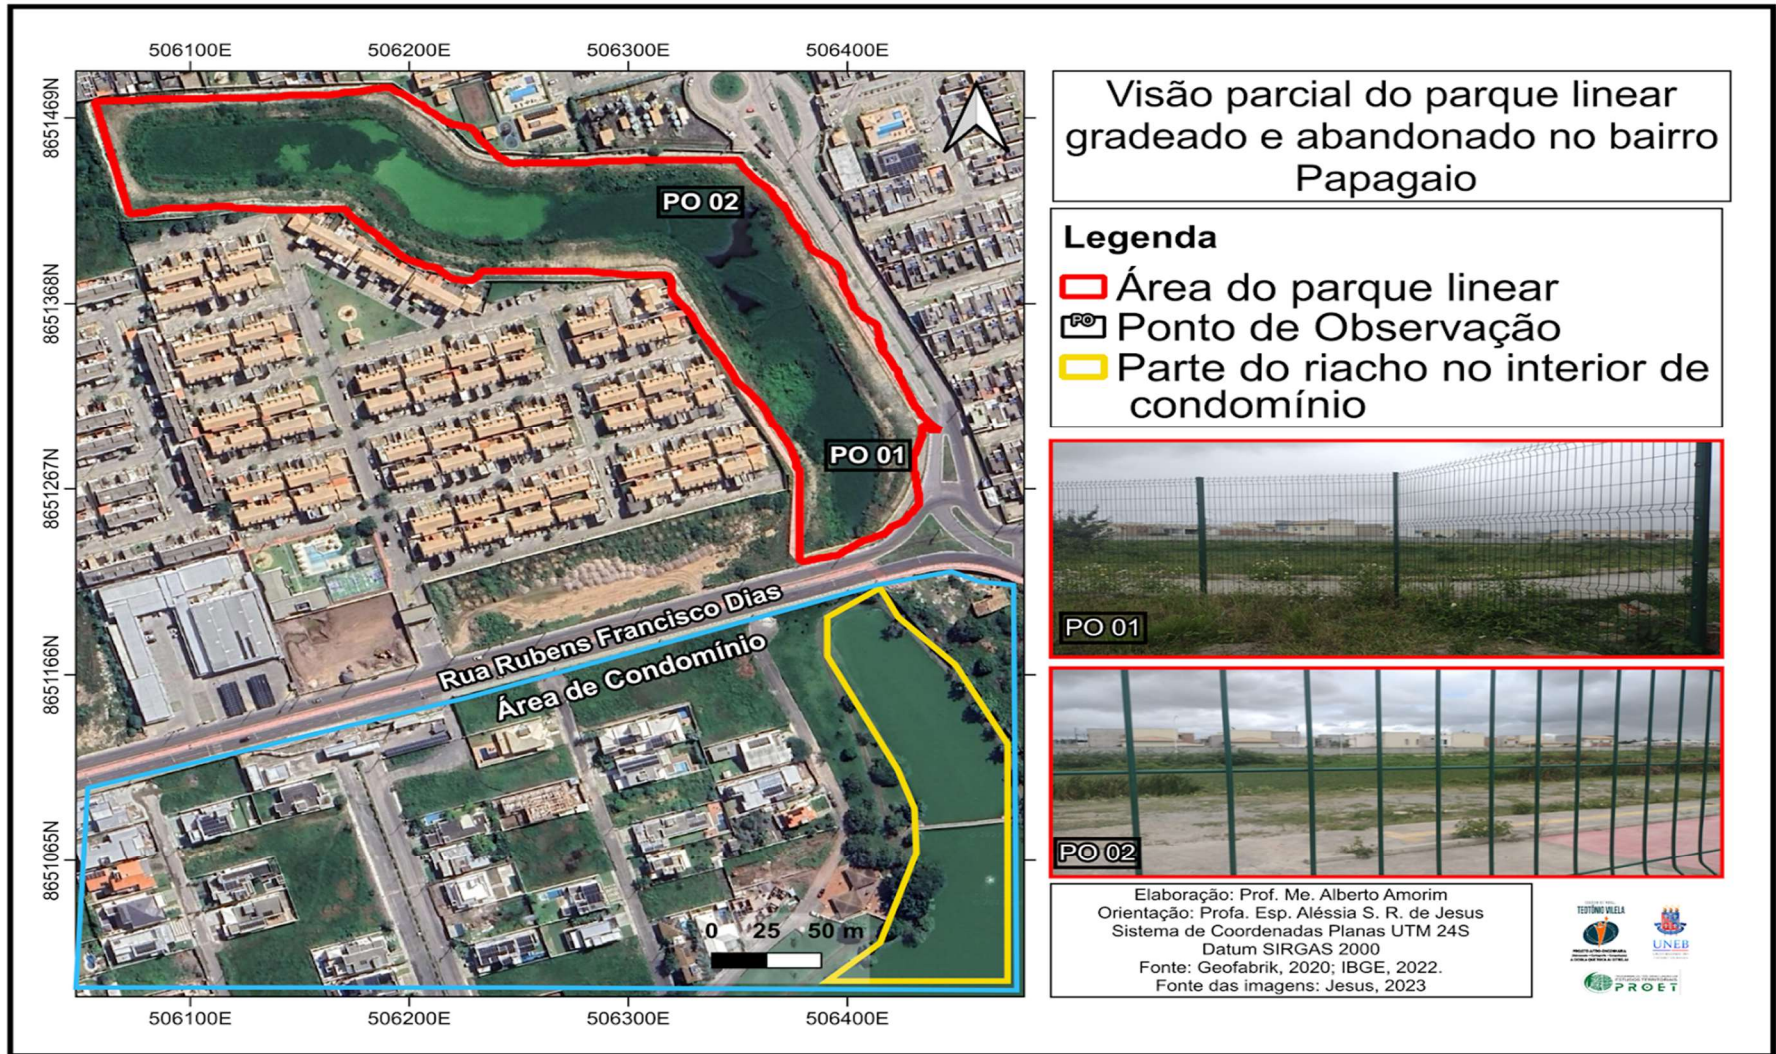 506100E 506200E 506300E 506400E
8651469N
8651368N
8651267N
8651166N
8651065N
PO 02
PO 01
Rua Rubens Francisco Dias
Área de Condomínio
0 25 50 m
506100E 506200E 506300E 506400E
Visão parcial do parque linear
gradeado e abandonado no bairro
Papagaio
Legenda
Área do parque linear
PO Ponto de Observação
Parte do riacho no interior de
condomínio
PO 01
PO 02
Elaboração: Prof. Me. Alberto Amorim
Orientação: Profa. Esp. Aléssia S. R. de Jesus
Sistema de Coordenadas Planas UTM 24S
Datum SIRGAS 2000
Fonte: Geofabrik, 2020; IBGE, 2022.
Fonte das imagens: Jesus, 2023
TEOTÔNIO VILELA
UNEB
PROET